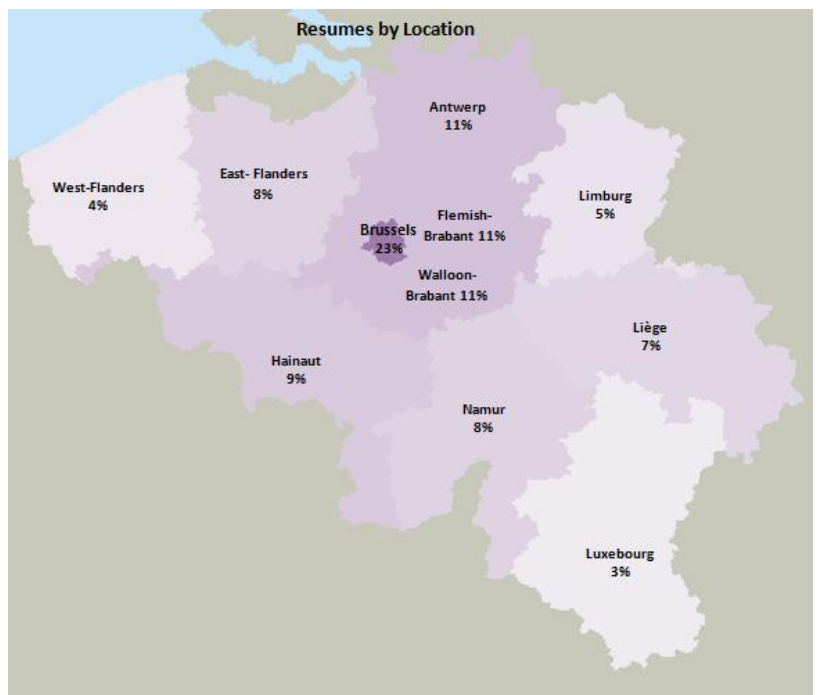 Resumes by Location
Antwerp
11%
East- Flanders
8%
West-Flanders
4%
Limburg
5%
Flemish-
Brabant 11%
Brussels
23%
Walloon-
Brabant 11%
Liège
7%
Hainaut
9%
Namur
8%
Luxebourg
3%